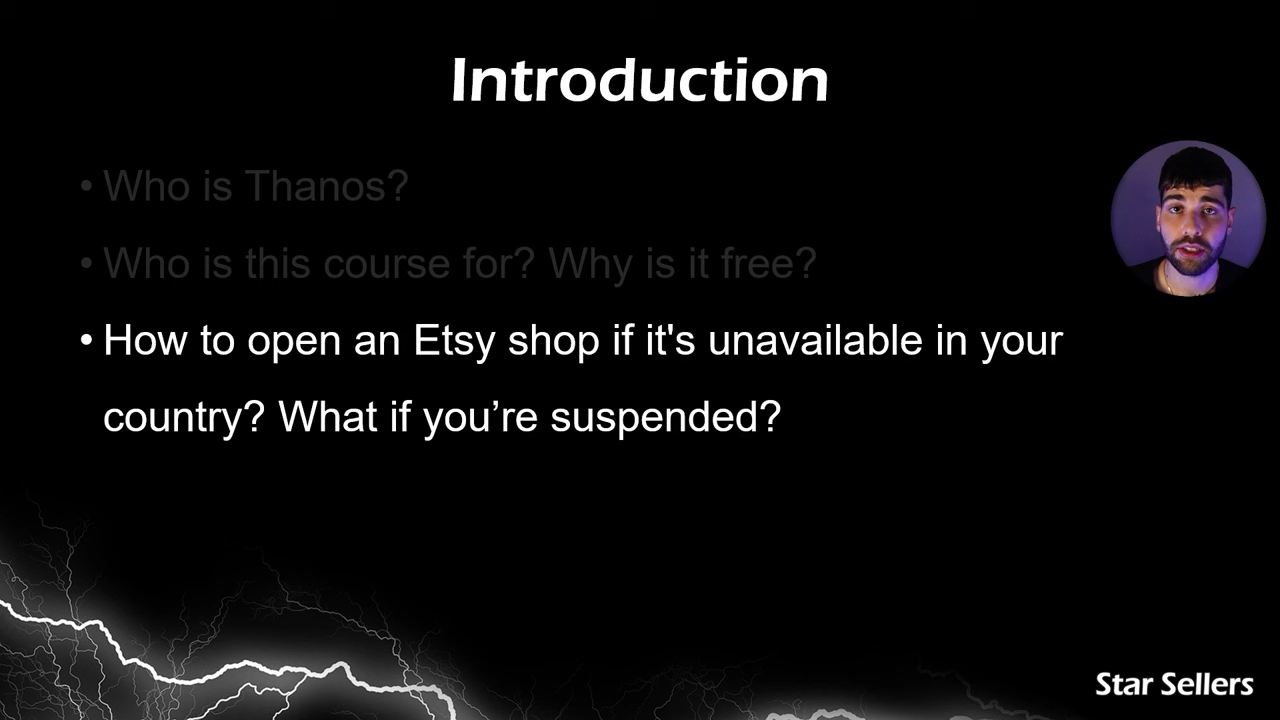 Introduction
• Who is Thanos?
• Who is this course for? Why is it free?
• How to open an Etsy shop if it's unavailable in your
country? What if you’re suspended?
Star Sellers